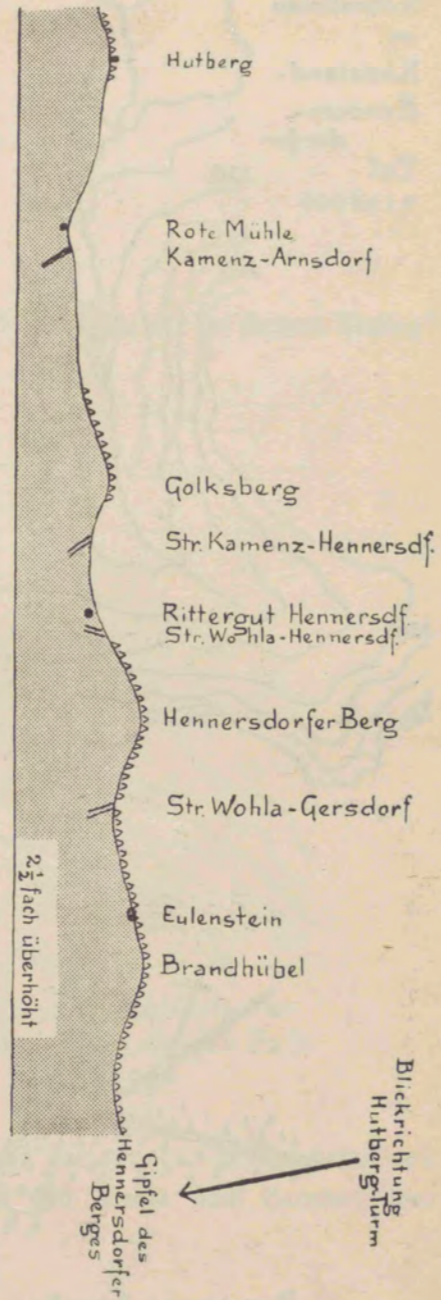 Hutberg
Rote Mühle
Kamenz-Arnsdorf
Golksberg
Str. Kamenz-Hennersdf.
Rittergut Hennersdf.
Str. Wohla-Hennersdf.
Hennersdorfer Berg
Str. Wohla-Gersdorf
Eulenstein
Brandhübel
2½ fach überhöht
Blickrichtung
Hutberg-Turm
Gipfel des
Hennersdorfer
Berges